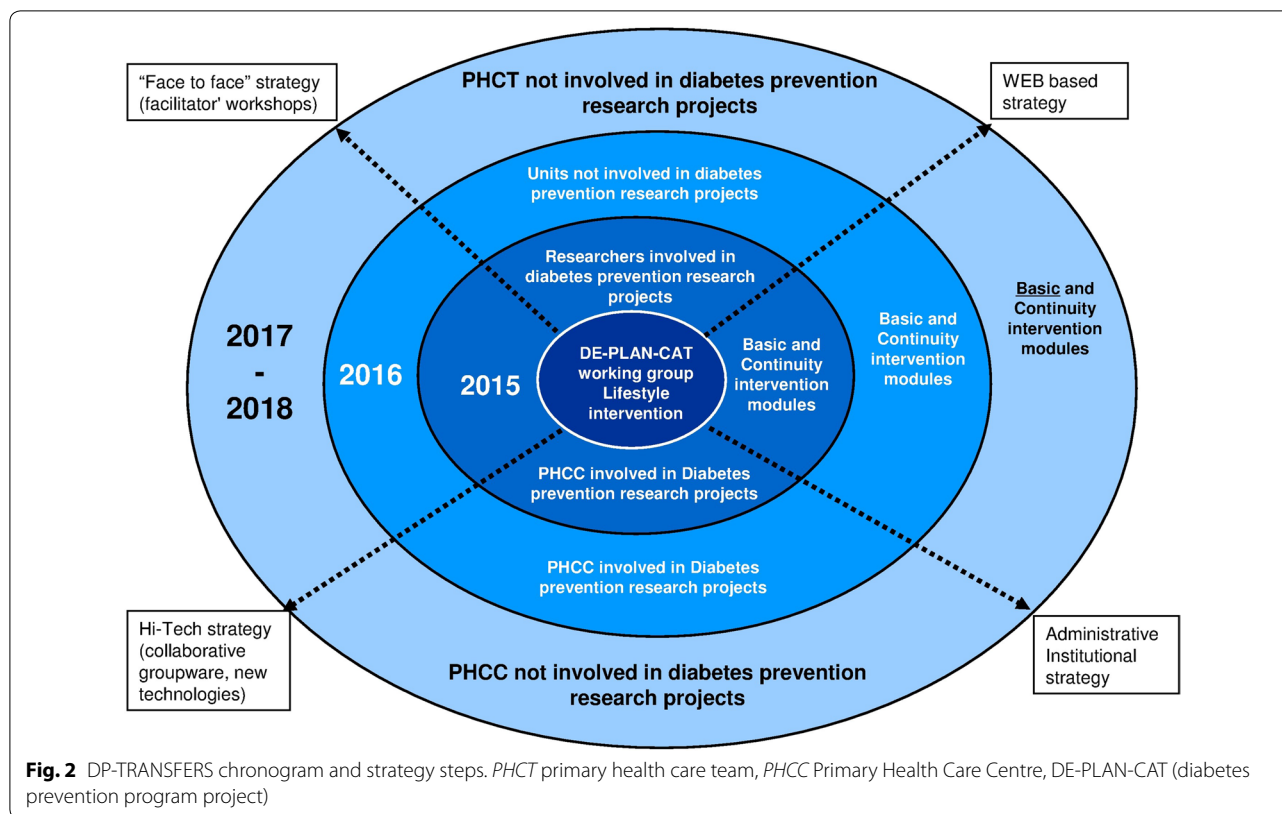 “Face to face” strategy
(facilitator' workshops)
PHCT not involved in diabetes prevention
research projects
WEB based
strategy
Units not involved in diabetes
prevention research projects
Researchers involved in
diabetes prevention research
projects
2017
-
2018
2016
2015
DE-PLAN-CAT
working group
Lifestyle
intervention
Basic and
Continuity
intervention
modules
Basic and
Continuity
intervention
modules
Basic and
Continuity
intervention
modules
PHCC involved in Diabetes
prevention research projects
PHCC involved in Diabetes
prevention research projects
Hi-Tech strategy
(collaborative
groupware, new
technologies)
PHCC not involved in diabetes prevention
research projects
Administrative
Institutional
strategy
Fig. 2 DP-TRANSFERS chronogram and strategy steps. PHCT primary health care team, PHCC Primary Health Care Centre, DE-PLAN-CAT (diabetes
prevention program project)